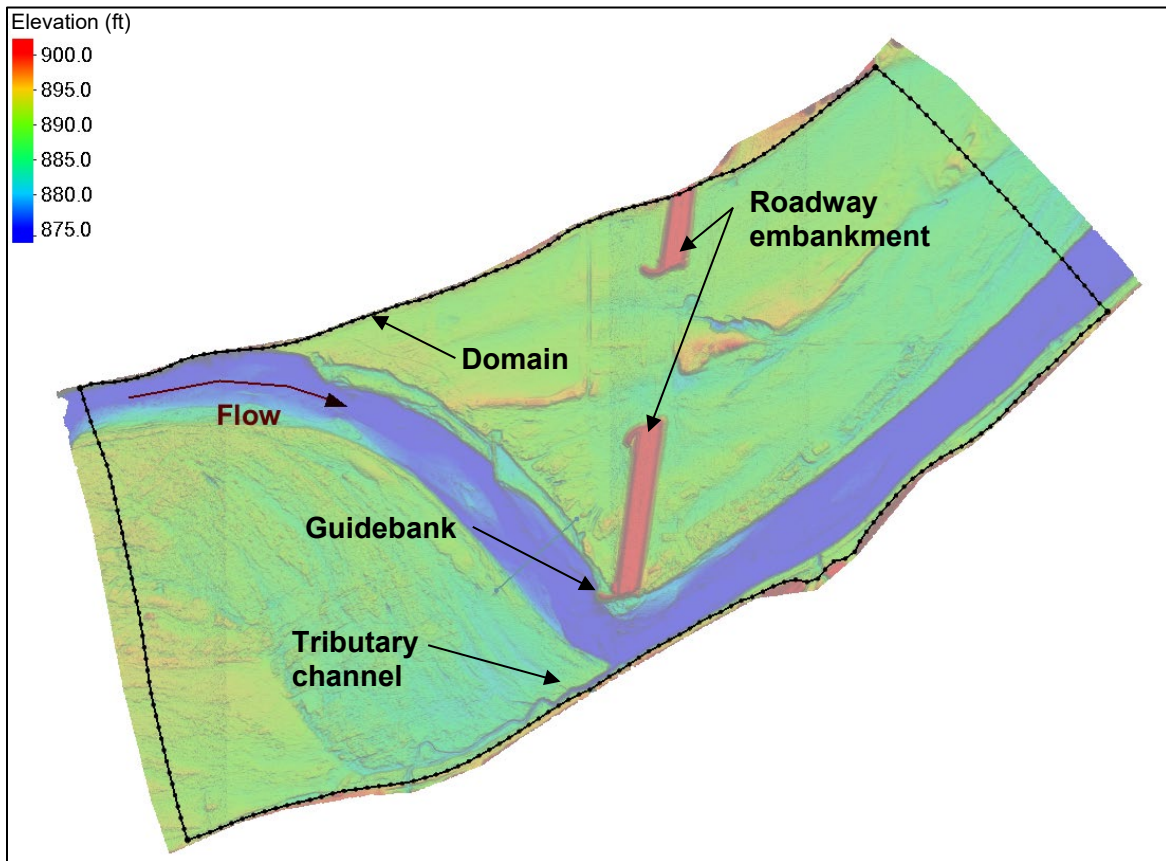 Elevation (ft)
900.0
895.0
890.0
885.0
880.0
875.0
Roadway
embankment
Domain
Flow
Guidebank
Tributary
channel